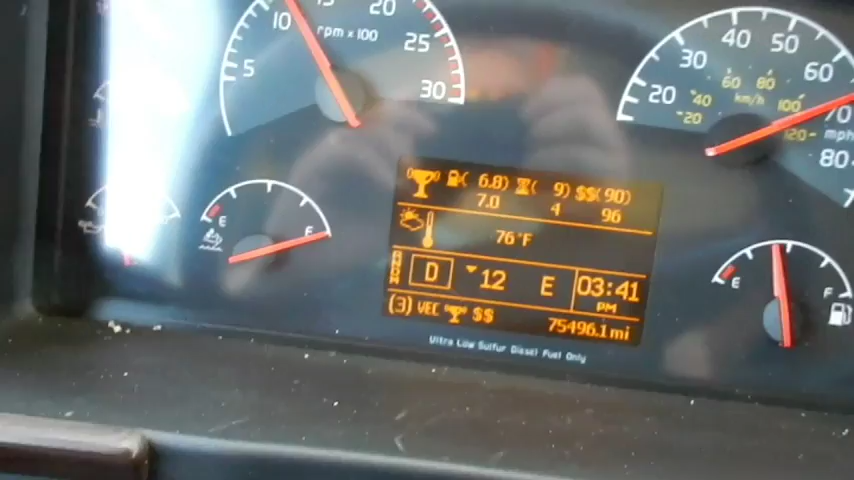 5 10 15 20 25 30
rpm x 100
20 30 40 50 60 70 80
20 40 60 80 100 120
km/h
mph
E F
( 6.8) ( 9) $$( 90)
7.0 4 96
76°F
D 12 E 03:41
PM
(3) VEC $$
75496.1 mi
Ultra Low Sulfur Diesel Fuel Only
E F